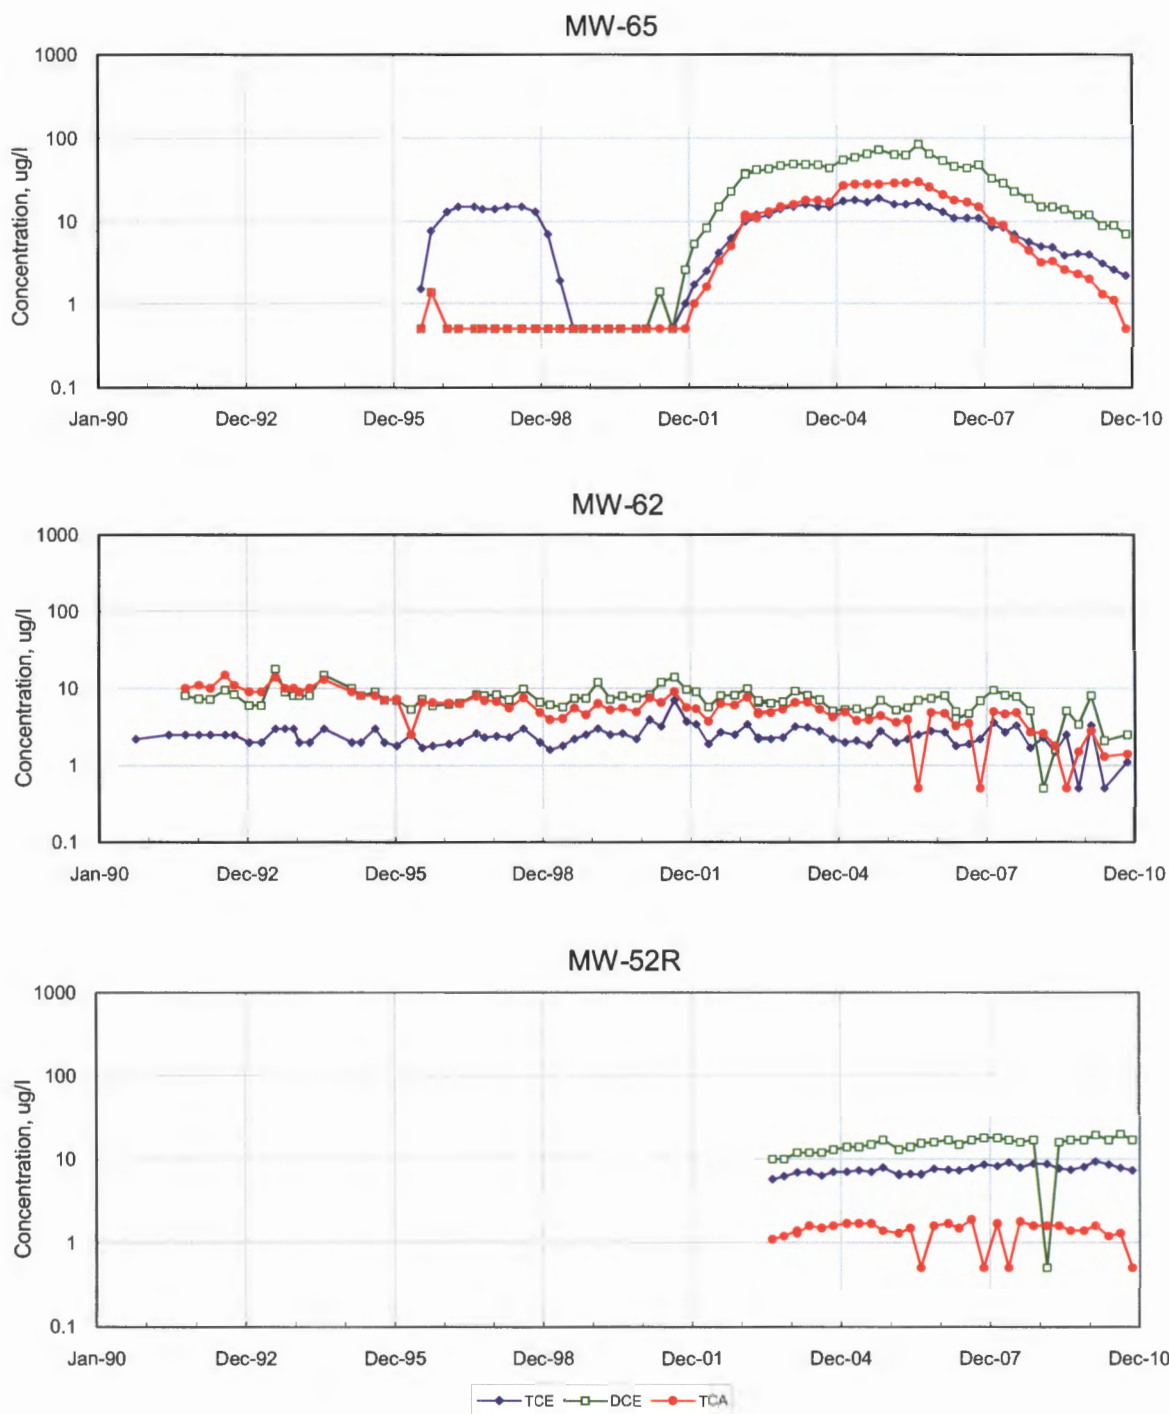 MW-65
1000
100
10
1
0.1
Concentration, ug/l
Jan-90 Dec-92 Dec-95 Dec-98 Dec-01 Dec-04 Dec-07 Dec-10
MW-62
1000
100
10
1
0.1
Concentration, ug/l
Jan-90 Dec-92 Dec-95 Dec-98 Dec-01 Dec-04 Dec-07 Dec-10
MW-52R
1000
100
10
1
0.1
Concentration, ug/l
Jan-90 Dec-92 Dec-95 Dec-98 Dec-01 Dec-04 Dec-07 Dec-10
TCE DCE TCA